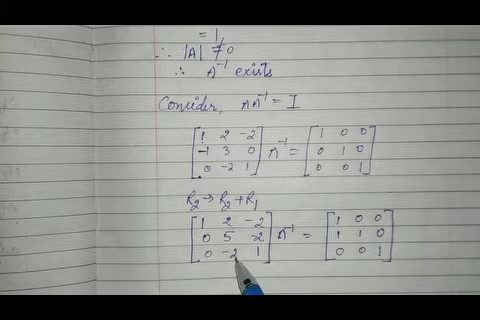 = 1,
∴ |A| ≠ 0
∴ A⁻¹ exists
Consider, AA⁻¹ = I
[1 2 -2; -1 3 0; 0 -2 1] A⁻¹ = [1 0 0; 0 1 0; 0 0 1]
R₂ → R₂ + R₁
[1 2 -2; 0 5 -2; 0 -2 1] A⁻¹ = [1 0 0; 1 1 0; 0 0 1]